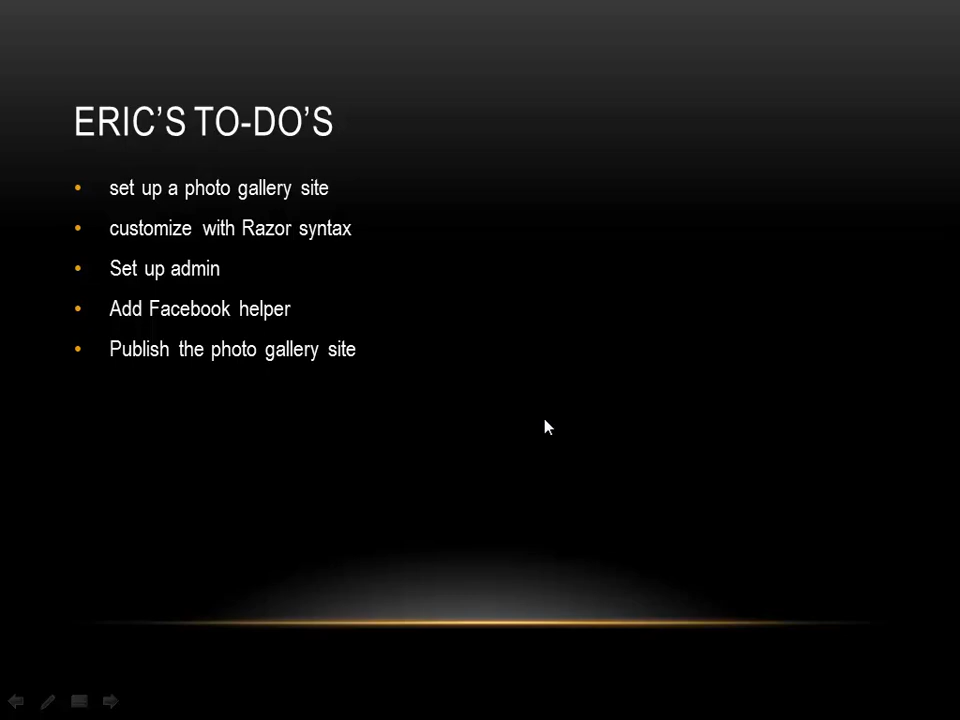 ERIC'S TO-DO'S
• set up a photo gallery site
• customize with Razor syntax
• Set up admin
• Add Facebook helper
• Publish the photo gallery site